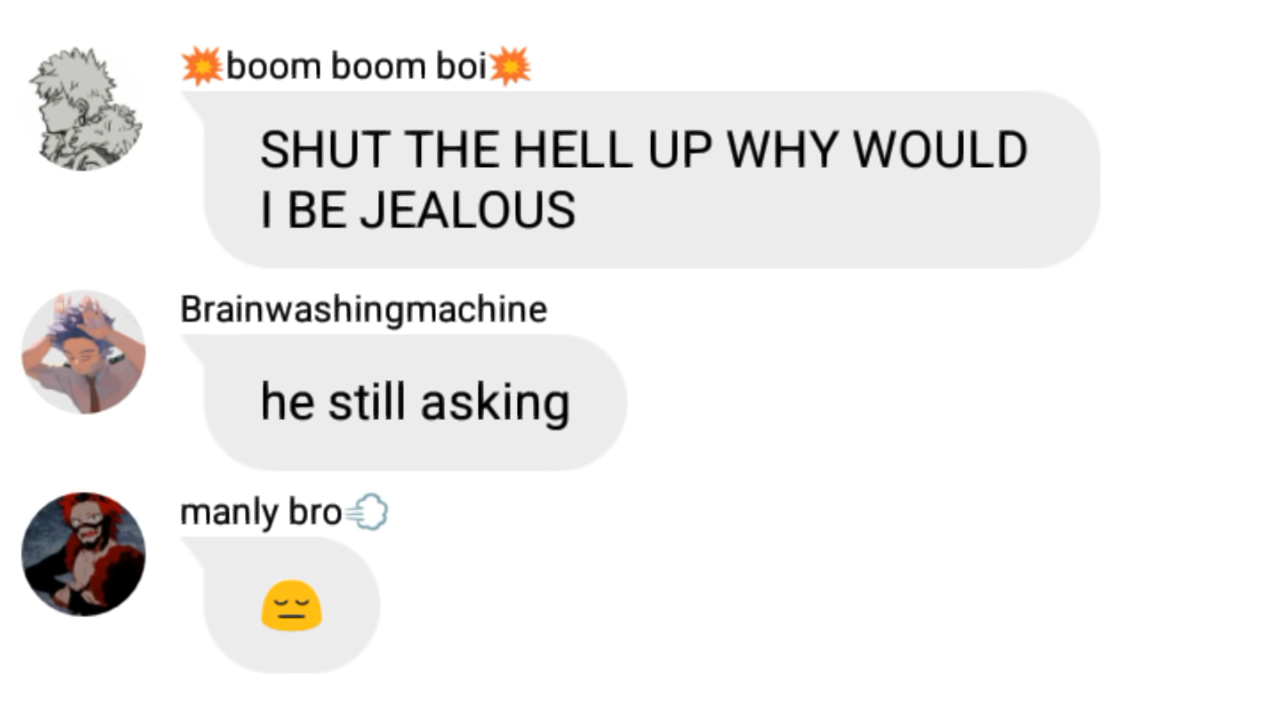 💥boom boom boi💥
SHUT THE HELL UP WHY WOULD
I BE JEALOUS
Brainwashingmachine
he still asking
manly bro💨
😔